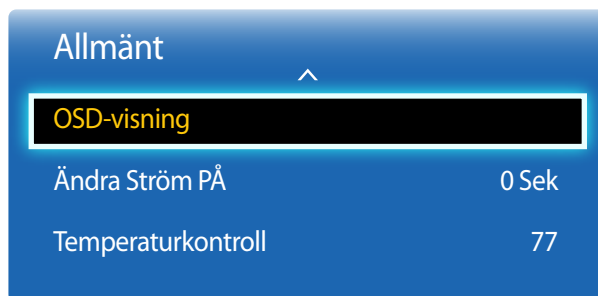 Allmänt
OSD-visning
Ändra Ström PÅ 0 Sek
Temperaturkontroll 77